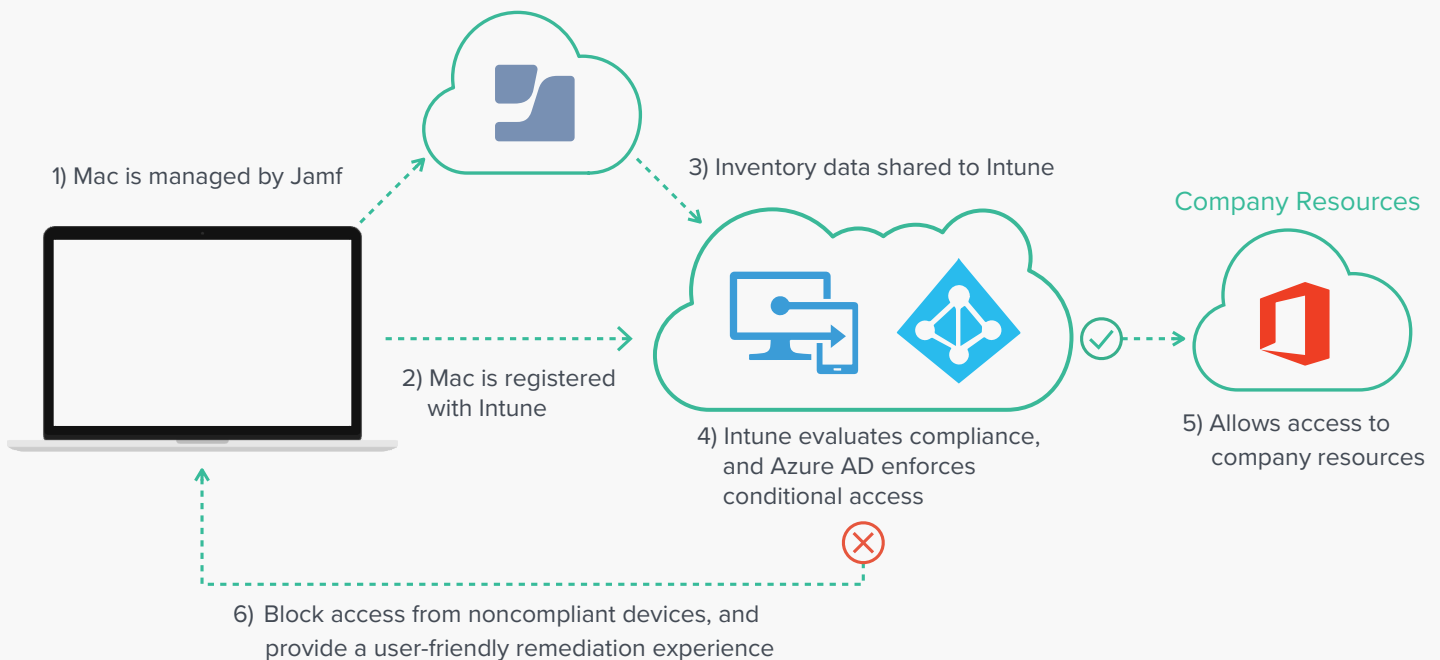 1) Mac is managed by Jamf
3) Inventory data shared to Intune
Company Resources
2) Mac is registered
with Intune
4) Intune evaluates compliance,
and Azure AD enforces
conditional access
5) Allows access to
company resources
6) Block access from noncompliant devices, and
provide a user-friendly remediation experience